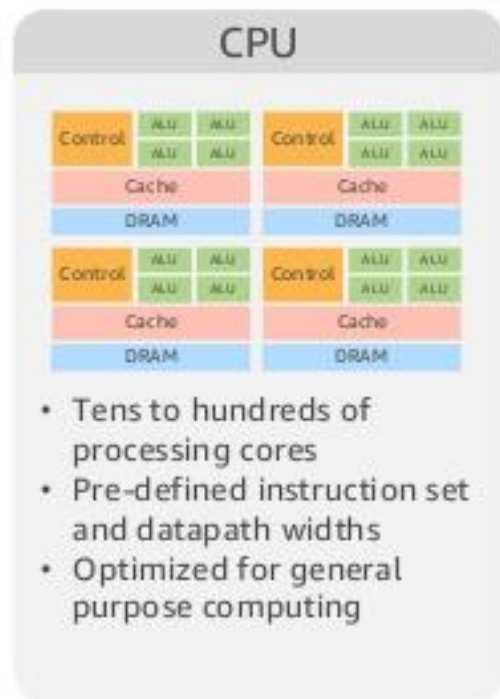 CPU
Control ALU ALU Control ALU ALU
ALU ALU ALU ALU
Cache Cache
DRAM DRAM
Control ALU ALU Control ALU ALU
ALU ALU ALU ALU
Cache Cache
DRAM DRAM
• Tens to hundreds of
processing cores
• Pre-defined instruction set
and datapath widths
• Optimized for general
purpose computing